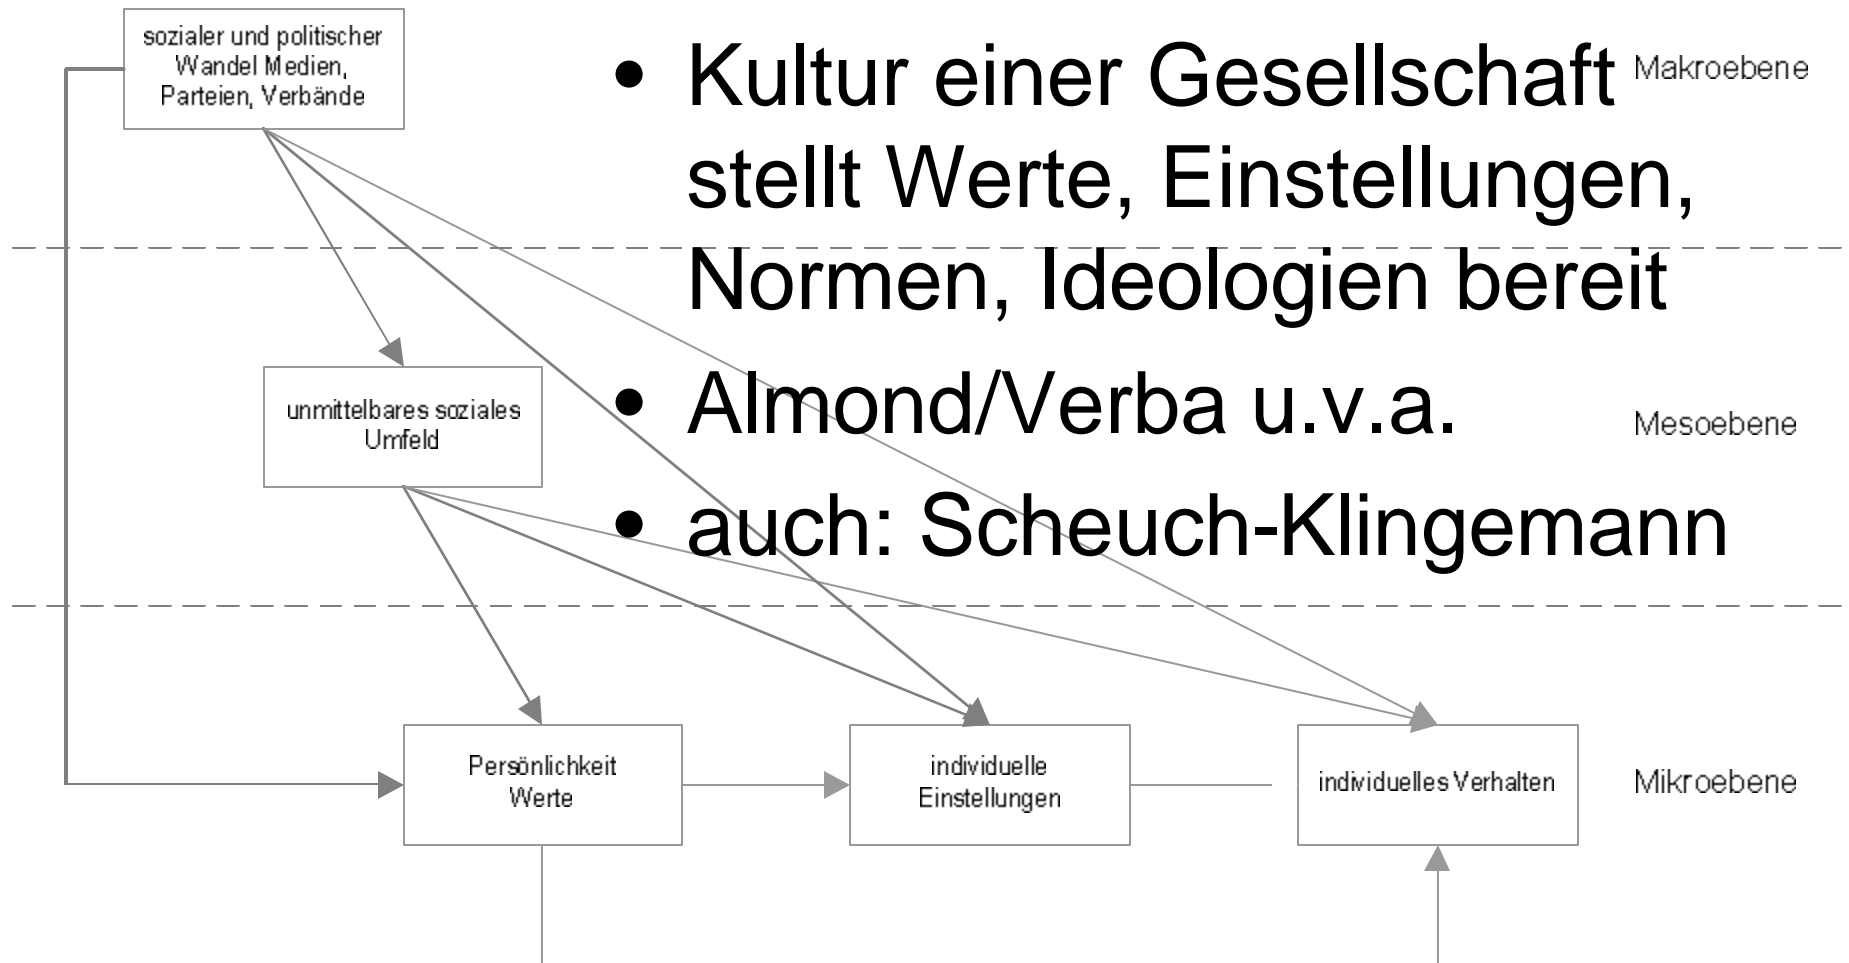 sozialer und politischer
Wandel Medien,
Parteien, Verbände
• Kultur einer Gesellschaft
stellt Werte, Einstellungen,
Normen, Ideologien bereit
• Almond/Verba u.v.a.
• auch: Scheuch-Klingemann
Makroebene
unmittelbares soziales
Umfeld
Mesoebene
Persönlichkeit
Werte
individuelle
Einstellungen
individuelles Verhalten
Mikroebene